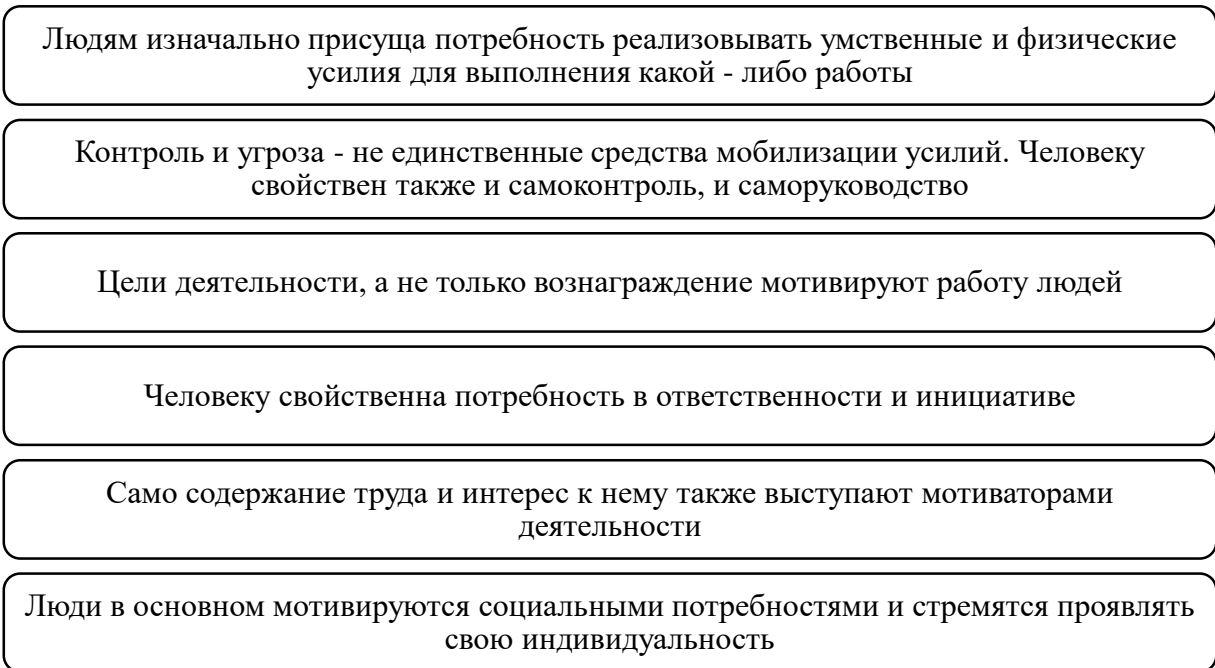 Людям изначально присуща потребность реализовывать умственные и физические
усилия для выполнения какой - либо работы
Контроль и угроза - не единственные средства мобилизации усилий. Человеку
свойствен также и самоконтроль, и саморуководство
Цели деятельности, а не только вознаграждение мотивируют работу людей
Человеку свойственна потребность в ответственности и инициативе
Само содержание труда и интерес к нему также выступают мотиваторами
деятельности
Люди в основном мотивируются социальными потребностями и стремятся проявлять
свою индивидуальность